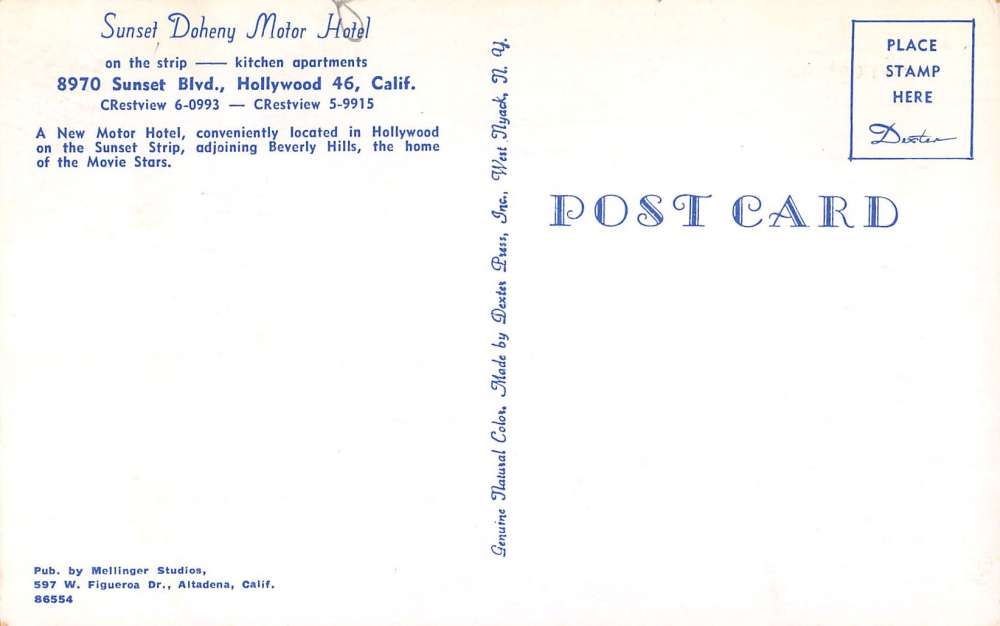 Sunset Doheny Motor Hotel
on the strip — kitchen apartments
8970 Sunset Blvd., Hollywood 46, Calif.
CRestview 6-0993 — CRestview 5-9915
A New Motor Hotel, conveniently located in Hollywood
on the Sunset Strip, adjoining Beverly Hills, the home
of the Movie Stars.
Pub. by Mellinger Studios,
597 W. Figueroa Dr., Altadena, Calif.
86554
Genuine Natural Color. Made by Dexter Press, Inc., West Nyack, N. Y.
PLACE
STAMP
HERE
Dexter
POST CARD